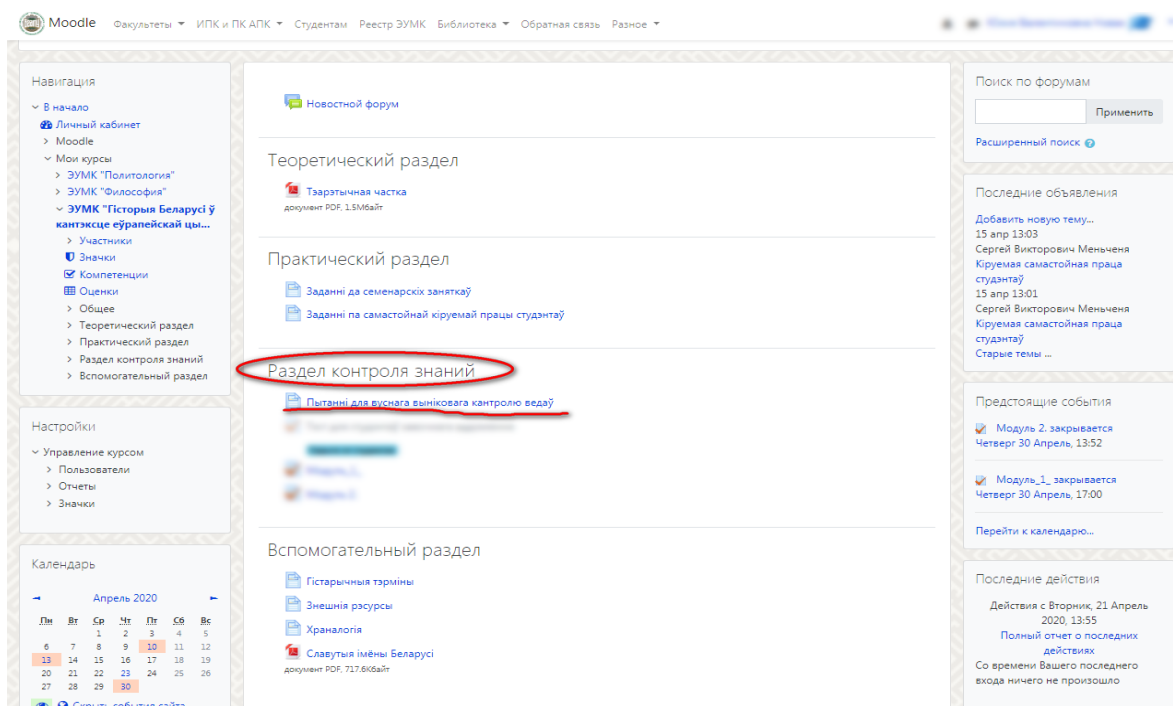 Moodle Факультеты ИПК и ПК АПК Студентам Реестр ЭУМК Библиотека Обратная связь Разное
Навигация
В начало
Личный кабинет
Moodle
Мои курсы
ЭУМК "Политология"
ЭУМК "Философия"
ЭУМК "Гісторыя Беларусі ў
кантэксце еўрапейскай цы...
Участники
Значки
Компетенции
Оценки
Общее
Теоретический раздел
Практический раздел
Раздел контроля знаний
Вспомогательный раздел
Настройки
Управление курсом
Пользователи
Отчеты
Значки
Календарь
Апрель 2020
Пн Вт Ср Чт Пт Сб Вс
1 2 3 4 5
6 7 8 9 10 11 12
13 14 15 16 17 18 19
20 21 22 23 24 25 26
27 28 29 30
Скрыть события сайта
Новостной форум
Теоретический раздел
Тэарэтычная частка
документ PDF, 1.5Мбайт
Практический раздел
Заданні да семенарскіх заняткаў
Заданні па самастойнай кіруемай працы студэнтаў
Раздел контроля знаний
Пытанні для вуснага выніковага кантролю ведаў
Вспомогательный раздел
Гістарычныя тэрміны
Знешнія рэсурсы
Храналогія
Славутыя імёны Беларусі
документ PDF, 717.6Кбайт
Поиск по форумам
Применить
Расширенный поиск
Последние объявления
Добавить новую тему...
15 апр 13:03
Сергей Викторович Меньченя
Кіруемая самастойная праца
студэнтаў
15 апр 13:01
Сергей Викторович Меньченя
Кіруемая самастойная праца
студэнтаў
Старые темы ...
Предстоящие события
Модуль 2. закрывается
Четверг 30 Апрель, 13:52
Модуль_1_ закрывается
Четверг 30 Апрель, 17:00
Перейти к календарю...
Последние действия
Действия с Вторник, 21 Апрель
2020, 13:55
Полный отчет о последних
действиях
Со времени Вашего последнего
входа ничего не произошло